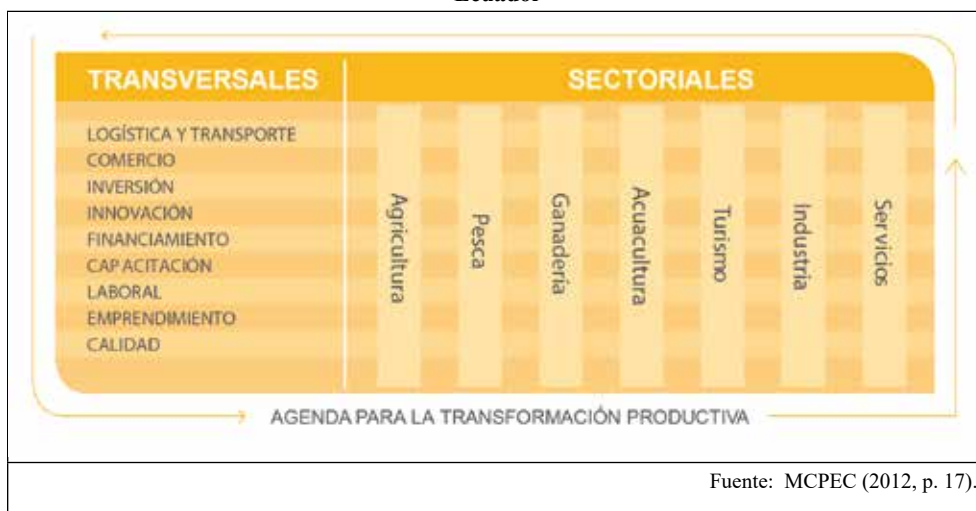 Ecuador
TRANSVERSALES
SECTORIALES
LOGÍSTICA Y TRANSPORTE
COMERCIO
INVERSIÓN
INNOVACIÓN
FINANCIAMIENTO
CAPACITACIÓN
LABORAL
EMPRENDIMIENTO
CALIDAD
Agricultura
Pesca
Ganadería
Acuacultura
Turismo
Industria
Servicios
AGENDA PARA LA TRANSFORMACIÓN PRODUCTIVA
Fuente: MCPEC (2012, p. 17).